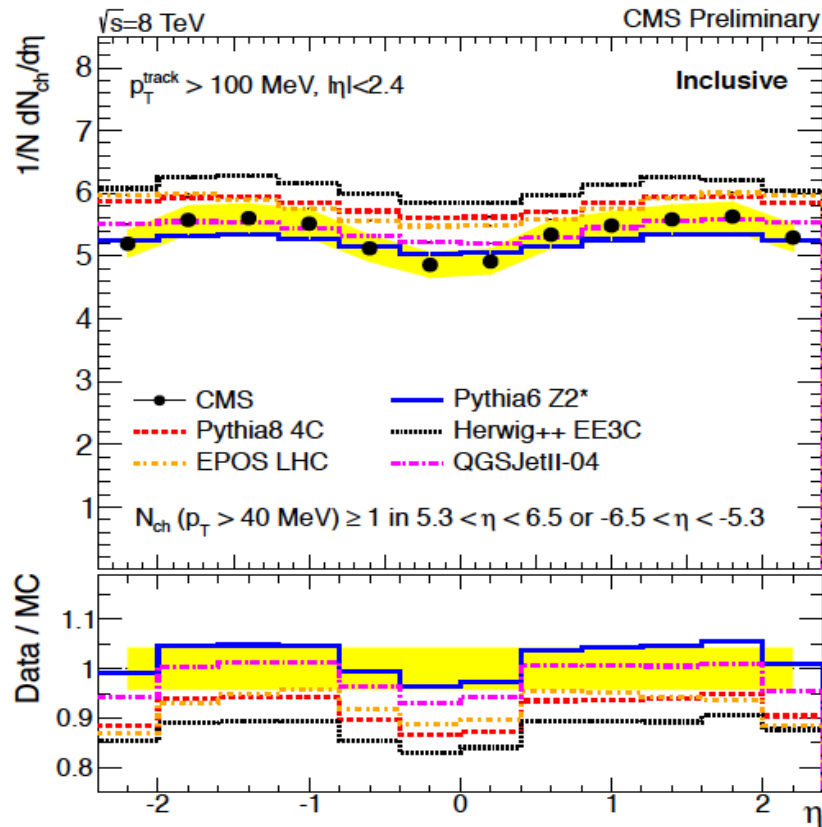 √s=8 TeV CMS Preliminary
1/N dN_ch/dη
8
7
6
5
4
3
2
1
p_T^track > 100 MeV, |η|<2.4
Inclusive
CMS Pythia6 Z2*
Pythia8 4C Herwig++ EE3C
EPOS LHC QGSJetII-04
N_ch (p_T > 40 MeV) ≥ 1 in 5.3 < η < 6.5 or -6.5 < η < -5.3
Data / MC
1.1
1
0.9
0.8
-2 -1 0 1 2 η